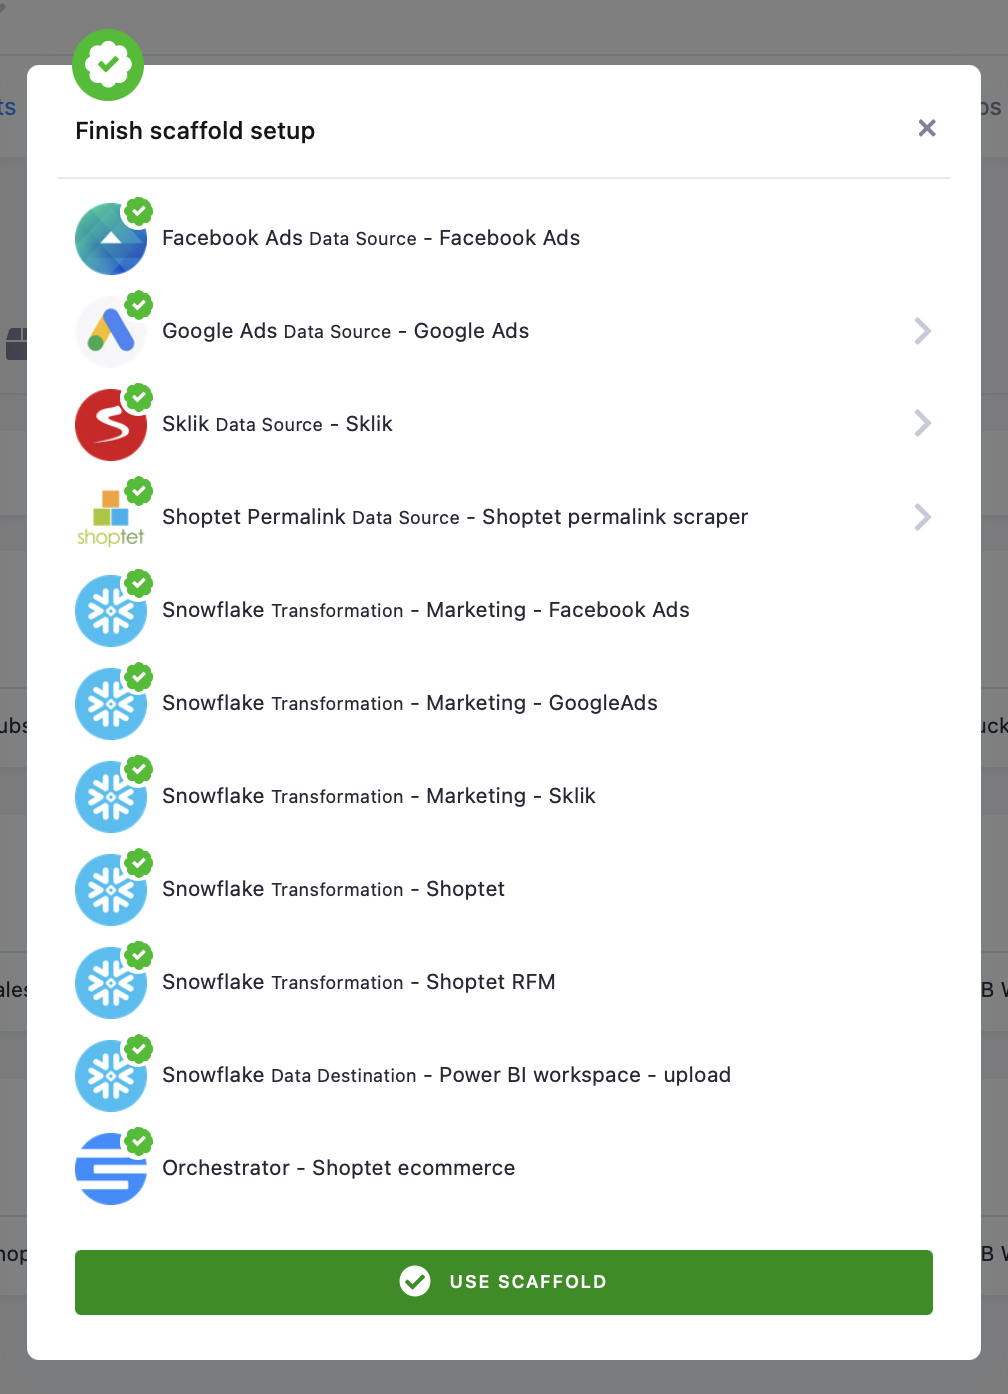 ts
Finish scaffold setup
Facebook Ads Data Source - Facebook Ads
Google Ads Data Source - Google Ads
Sklik Data Source - Sklik
shoptet
Shoptet Permalink Data Source - Shoptet permalink scraper
Snowflake Transformation - Marketing - Facebook Ads
Snowflake Transformation - Marketing - GoogleAds
Snowflake Transformation - Marketing - Sklik
Snowflake Transformation - Shoptet
Snowflake Transformation - Shoptet RFM
B W
Snowflake Data Destination - Power BI workspace - upload
Orchestrator - Shoptet ecommerce
B W
USE SCAFFOLD